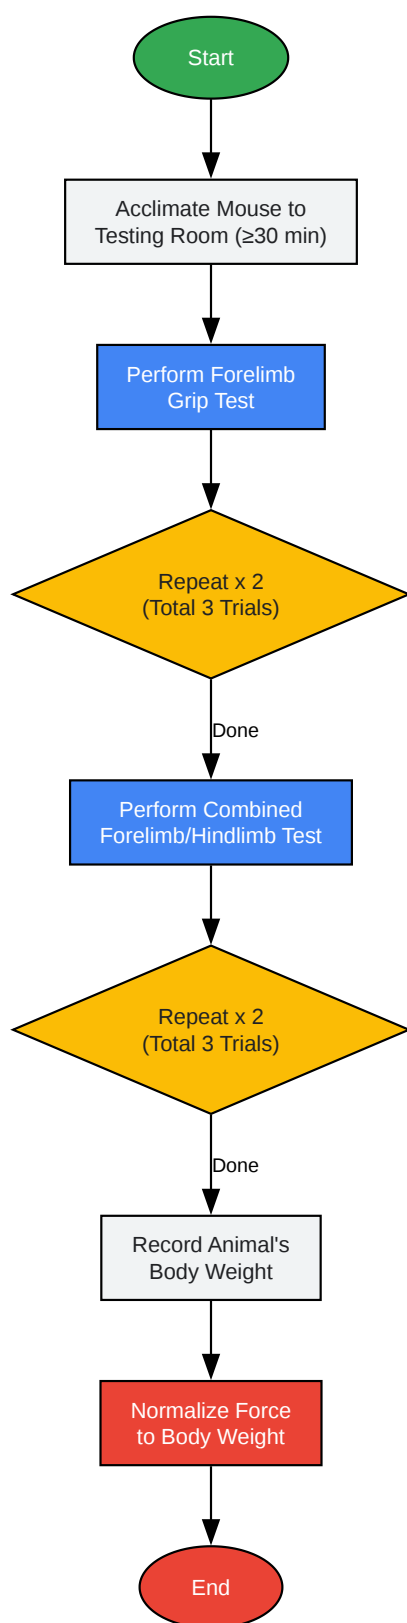 Start
Acclimate Mouse to
Testing Room (≥30 min)
Perform Forelimb
Grip Test
Repeat x 2
(Total 3 Trials)
Done
Perform Combined
Forelimb/Hindlimb Test
Repeat x 2
(Total 3 Trials)
Done
Record Animal's
Body Weight
Normalize Force
to Body Weight
End